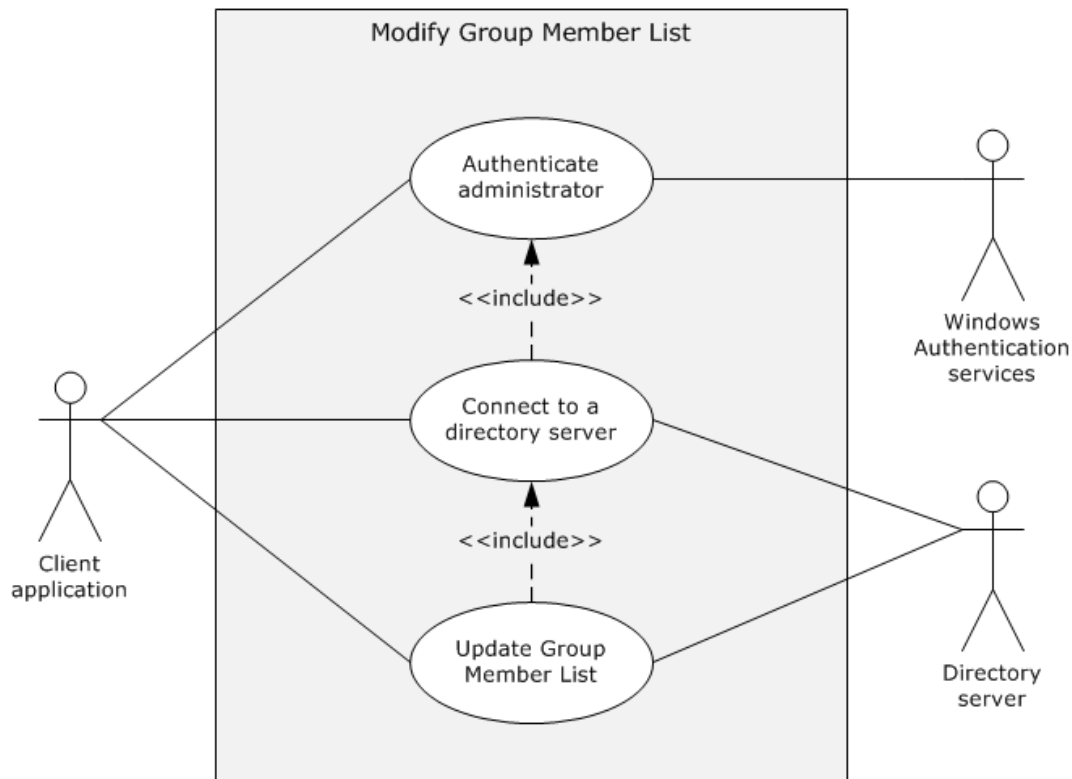 Modify Group Member List
Authenticate
administrator
<<include>>
Windows
Authentication
services
Connect to a
directory server
Client
application
<<include>>
Update Group
Member List
Directory
server